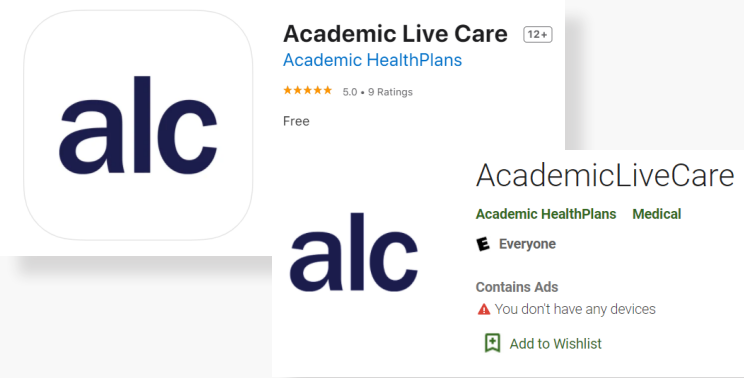 alc
Academic Live Care 12+
Academic HealthPlans
5.0 • 9 Ratings
Free
alc
AcademicLiveCare
Academic HealthPlans Medical
E Everyone
Contains Ads
You don't have any devices
Add to Wishlist